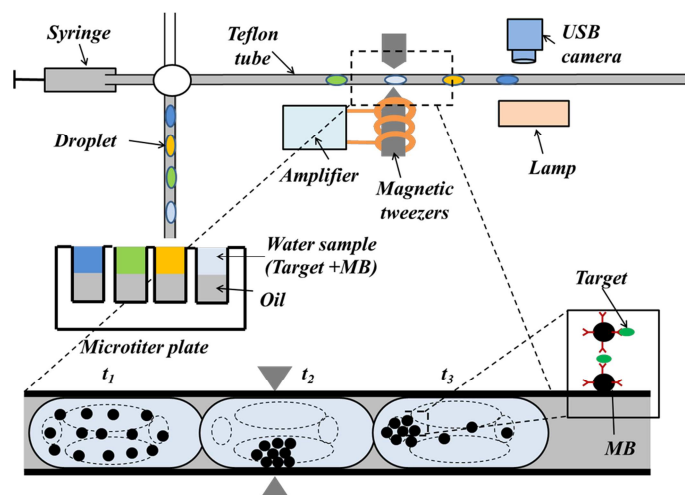 Syringe
Teflon
tube
USB
camera
Droplet
Amplifier
Magnetic
tweezers
Lamp
Water sample
(Target +MB)
Oil
Microtiter plate
Target
t1
t2
t3
MB